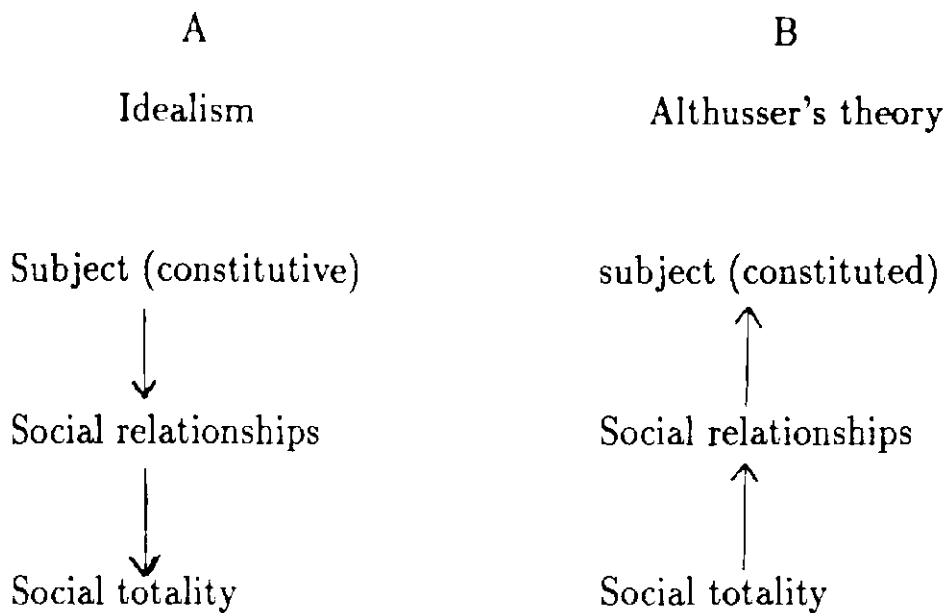 A
Idealism
Subject (constitutive)
Social relationships
Social totality
B
Althusser's theory
subject (constituted)
Social relationships
Social totality